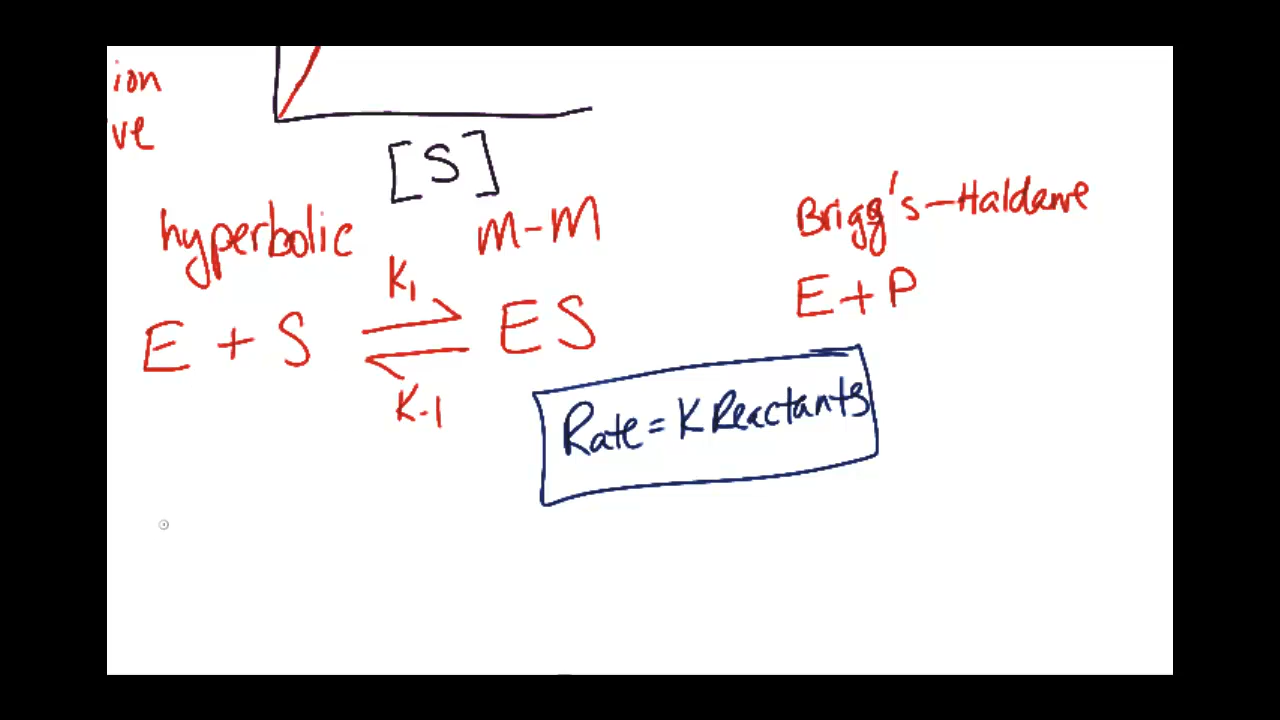 ion
ve
[S]
hyperbolic m-m
Brigg's-Haldane
K1
E + S ES
E + P
K-1
Rate = K Reactants